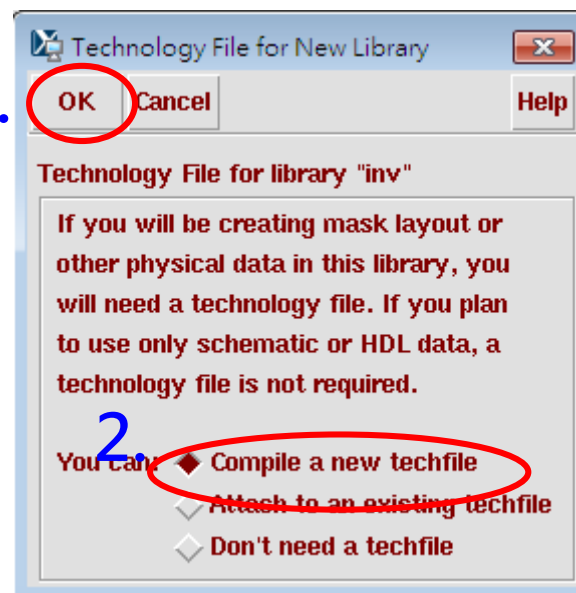 Technology File for New Library
OK Cancel Help
Technology File for library "inv"
If you will be creating mask layout or
other physical data in this library, you
will need a technology file. If you plan
to use only schematic or HDL data, a
technology file is not required.
2.
You can: Compile a new techfile
Attach to an existing techfile
Don't need a techfile